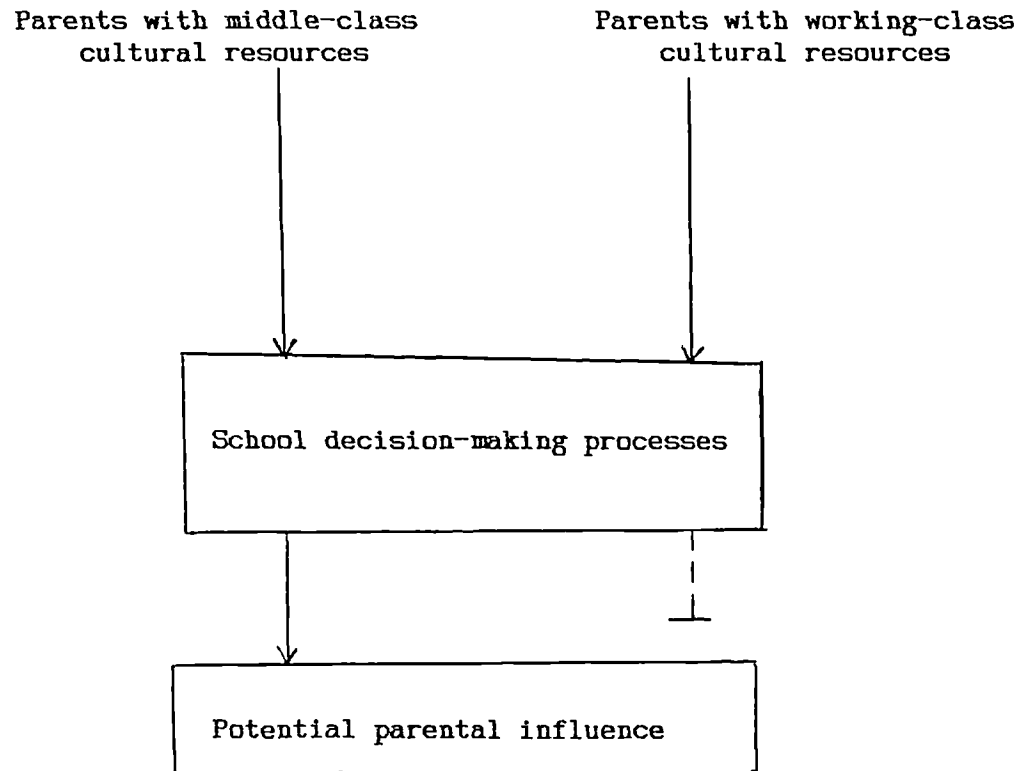 Parents with middle-class
cultural resources
Parents with working-class
cultural resources
School decision-making processes
Potential parental influence